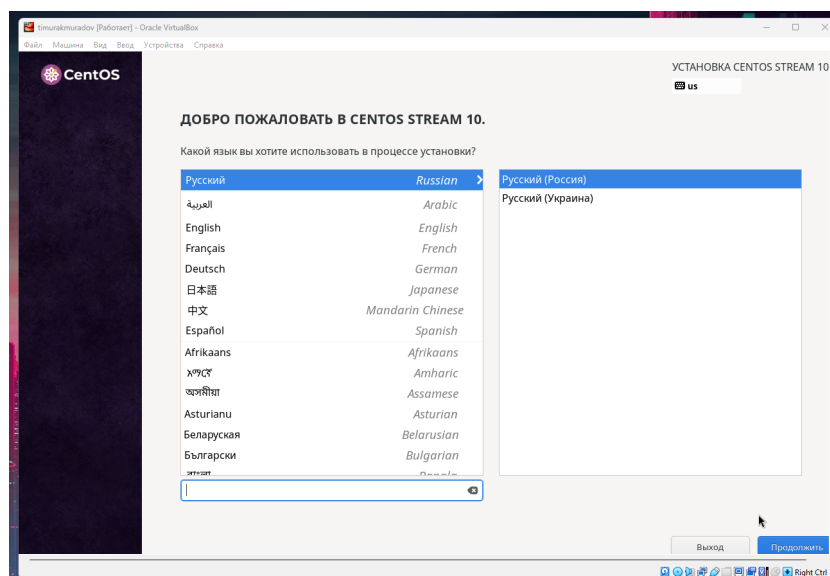 timurakmuradov [Работает] - Oracle VirtualBox
Файл Машина Вид Ввод Устройства Справка
CentOS
УСТАНОВКА CENTOS STREAM 10
us
ДОБРО ПОЖАЛОВАТЬ В CENTOS STREAM 10.
Какой язык вы хотите использовать в процессе установки?
Русский Russian
Русский (Россия)
Русский (Украина)
العربية Arabic
English English
Français French
Deutsch German
日本語 Japanese
中文 Mandarin Chinese
Español Spanish
Afrikaans Afrikaans
አማርኛ Amharic
অসমীয়া Assamese
Asturianu Asturian
Беларуская Belarusian
Български Bulgarian
বাংলা Bangla
Выход Продолжить
Right Ctrl